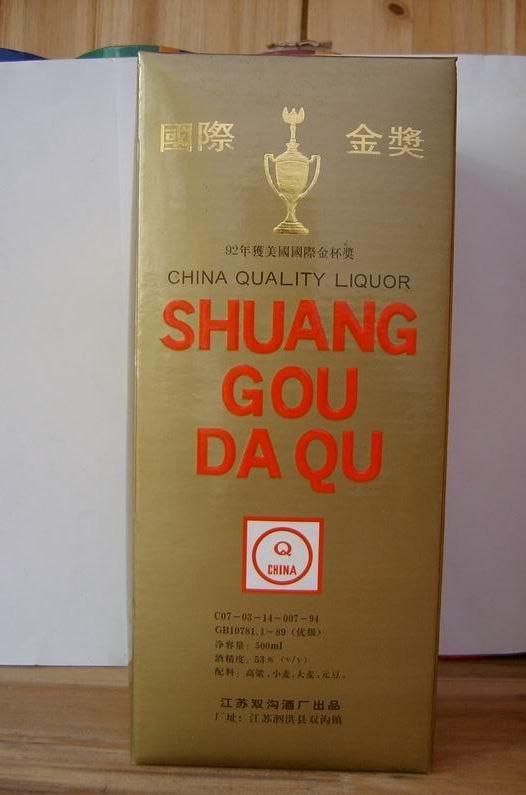 國際 金獎
92年獲美國國際金杯獎
CHINA QUALITY LIQUOR
SHUANG
GOU
DA QU
Q
CHINA
C07-03-14-007-94
GB10781.1-89（优级）
净容量：500ml
酒精度：53%（v/v）
配料：高粱、小麦、大麦、元豆。
江苏双沟酒厂出品
厂址：江苏泗洪县双沟镇